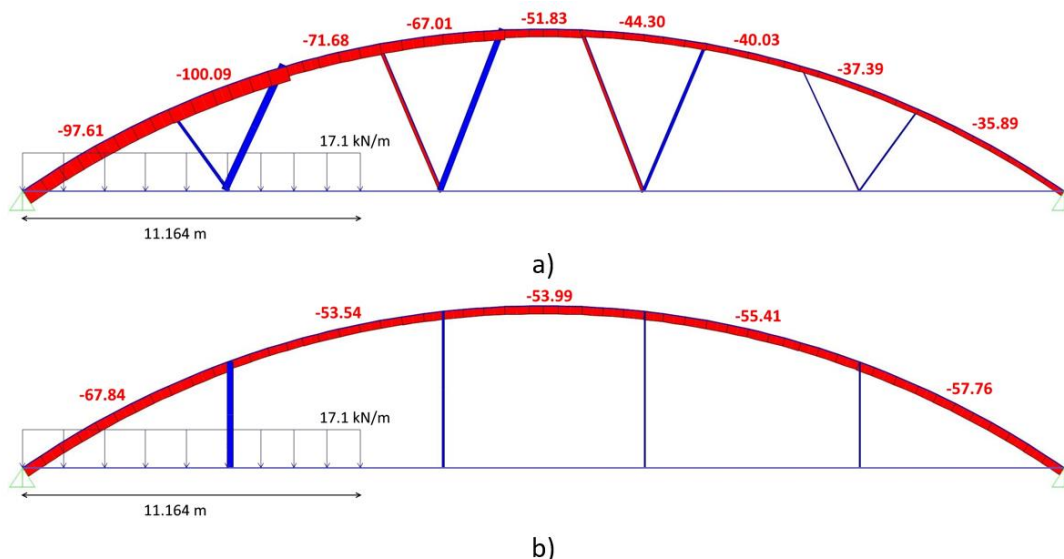 -51.83
-67.01
-44.30
-71.68
-40.03
-100.09
-37.39
-97.61
17.1 kN/m
-35.89
11.164 m
a)
-53.99
-53.54
-55.41
-67.84
-57.76
17.1 kN/m
11.164 m
b)